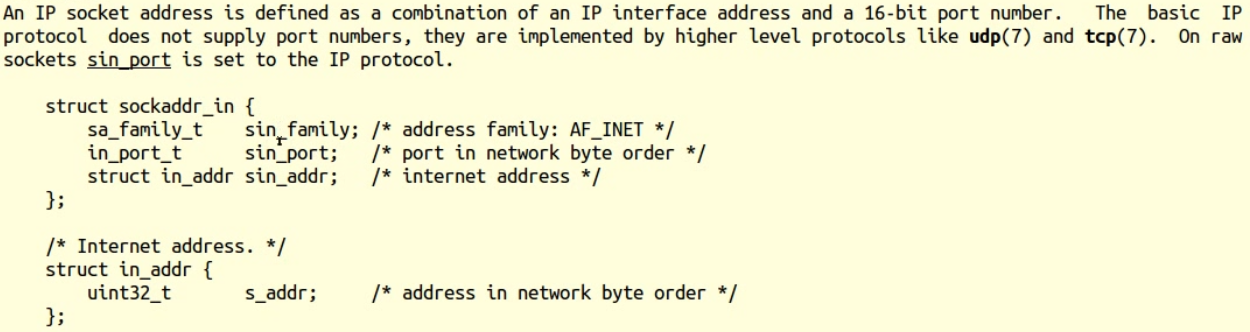 An IP socket address is defined as a combination of an IP interface address and a 16-bit port number.  The basic IP
protocol does not supply port numbers, they are implemented by higher level protocols like udp(7) and tcp(7).  On raw
sockets sin_port is set to the IP protocol.

    struct sockaddr_in {
        sa_family_t    sin_family; /* address family: AF_INET */
        in_port_t      sin_port;   /* port in network byte order */
        struct in_addr sin_addr;   /* internet address */
    };

    /* Internet address. */
    struct in_addr {
        uint32_t       s_addr;     /* address in network byte order */
    };